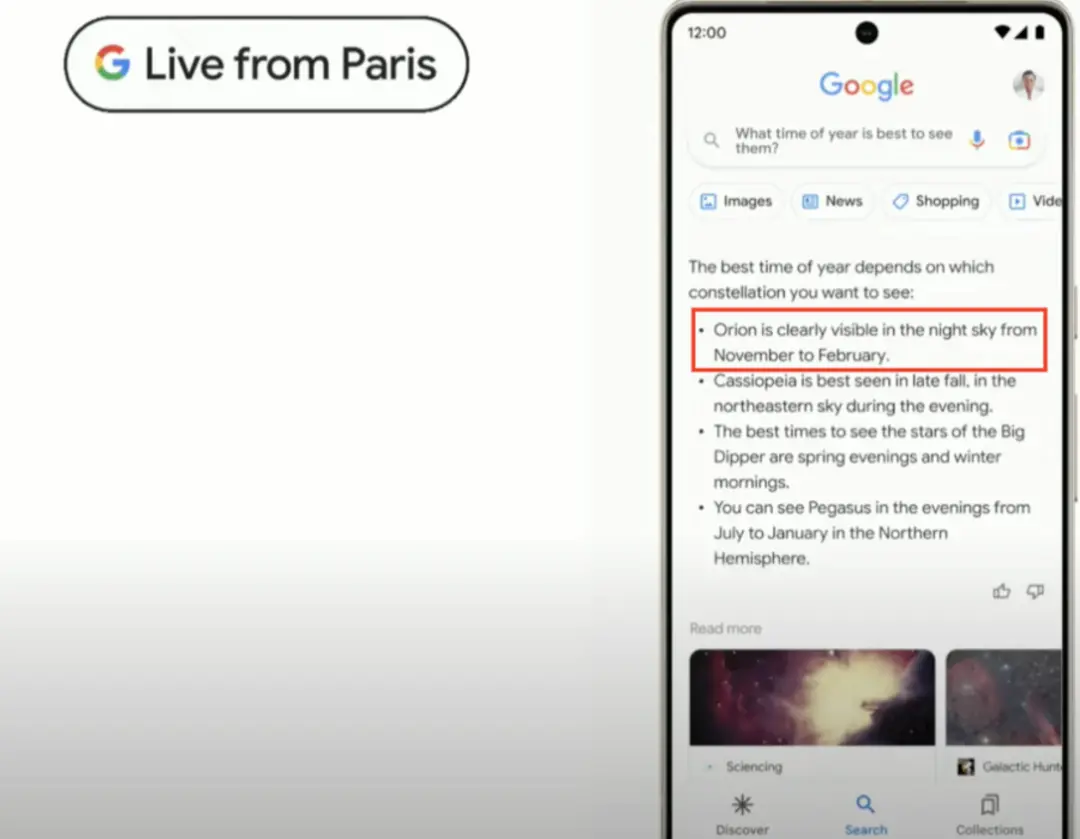 Live from Paris
12:00
Google
What time of year is best to see
them?
Images
News
Shopping
Vide
The best time of year depends on which
constellation you want to see:
• Orion is clearly visible in the night sky from
November to February.
• Cassiopeia is best seen in late fall, in the
northeastern sky during the evening.
• The best times to see the stars of the Big
Dipper are spring evenings and winter
mornings.
• You can see Pegasus in the evenings from
July to January in the Northern
Hemisphere.
Read more
Sciencing
Galactic Hunt
Discover
Search
Collections